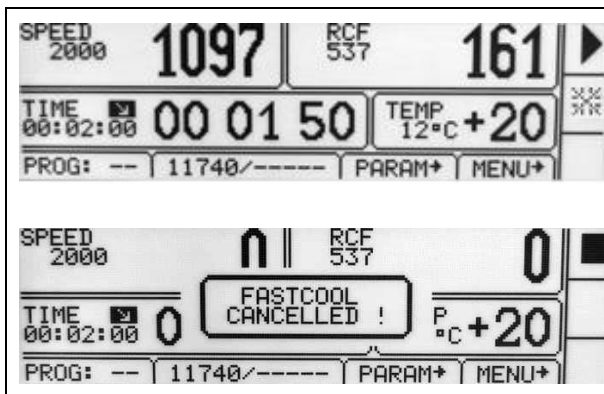 SPEED RCF
2000 1097 537 161
TIME TEMP
00:02:00 00 01 50 12°C +20
PROG: -- 11740/----- PARAM→ MENU→
SPEED RCF
2000 537 0
FASTCOOL
TIME P
00:02:00 0 CANCELLED ! °C +20
PROG: -- 11740/----- PARAM→ MENU→